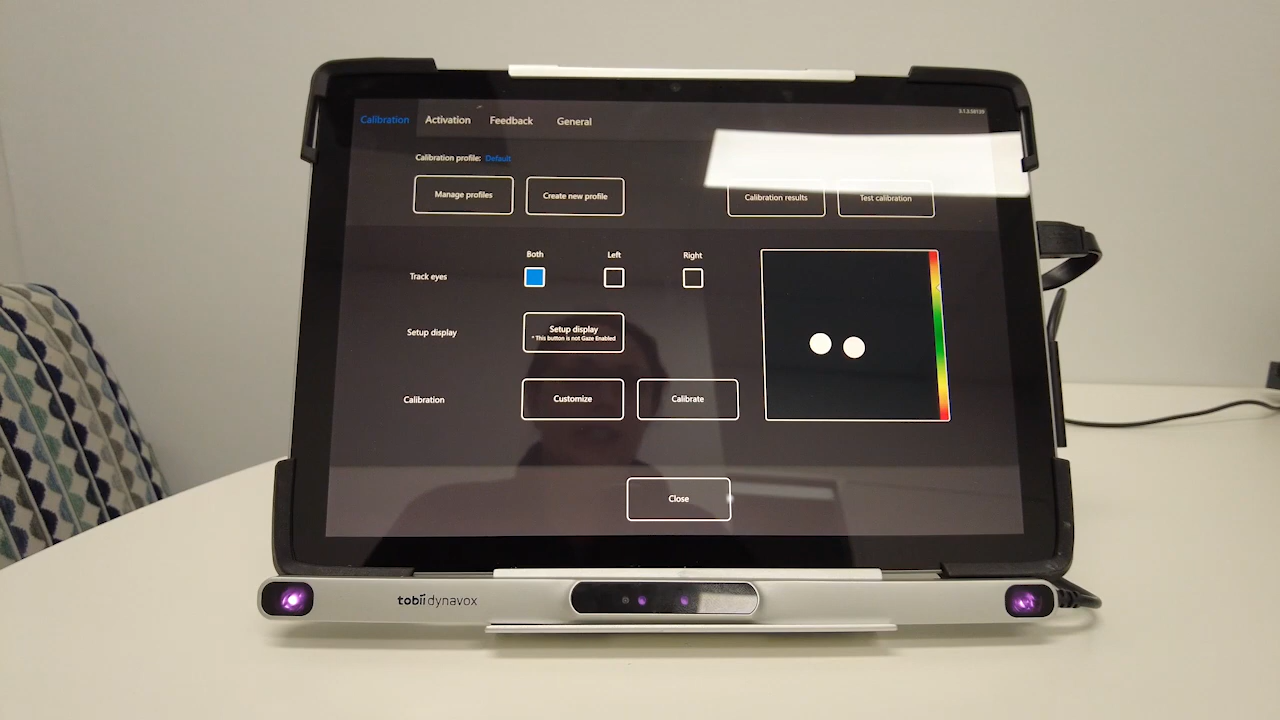 Calibration Activation Feedback General
Calibration profile: Default
Manage profiles Create new profile Calibration results Test calibration
Both Left Right
Track eyes
Setup display Setup display
* This button is not Gaze Enabled
Calibration Customize Calibrate
Close
tobii dynavox